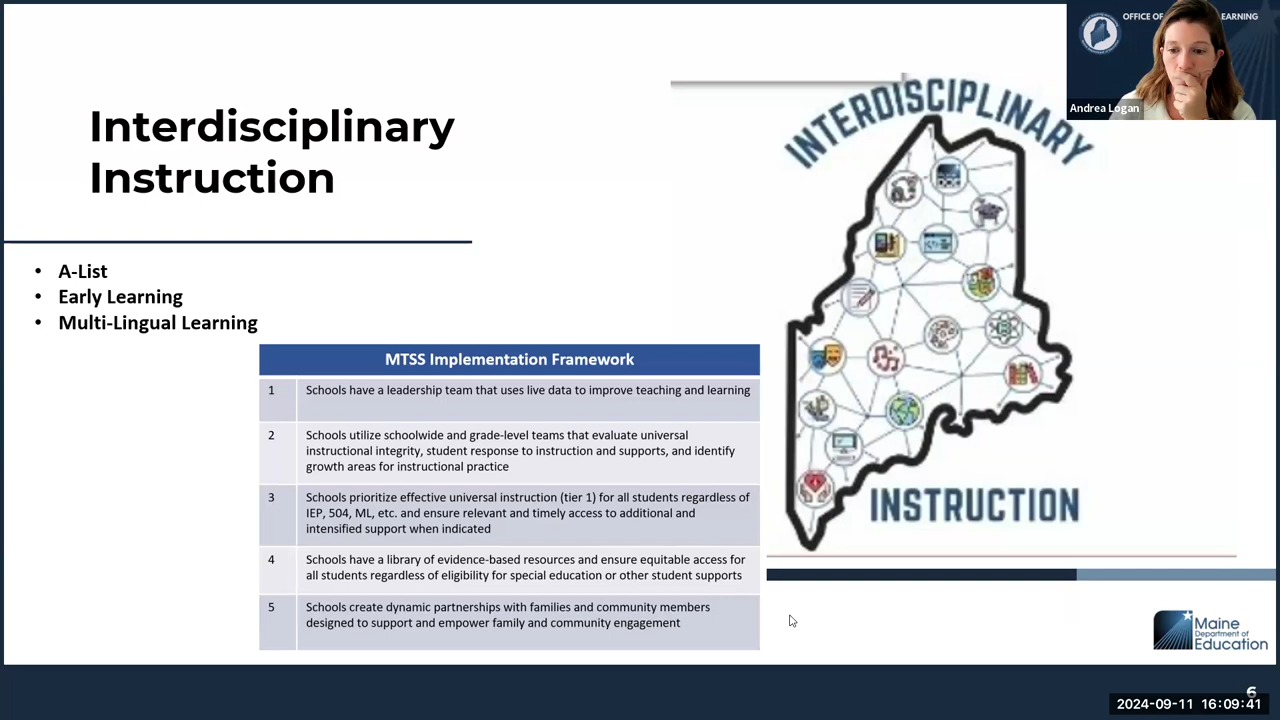 OFFICE OF
EARNING
Andrea Logan
Interdisciplinary
Instruction
• A-List
• Early Learning
• Multi-Lingual Learning
MTSS Implementation Framework
1 Schools have a leadership team that uses live data to improve teaching and learning
2 Schools utilize schoolwide and grade-level teams that evaluate universal
instructional integrity, student response to instruction and supports, and identify
growth areas for instructional practice
3 Schools prioritize effective universal instruction (tier 1) for all students regardless of
IEP, 504, ML, etc. and ensure relevant and timely access to additional and
intensified support when indicated
4 Schools have a library of evidence-based resources and ensure equitable access for
all students regardless of eligibility for special education or other student supports
5 Schools create dynamic partnerships with families and community members
designed to support and empower family and community engagement
INTERDISCIPLINARY
INSTRUCTION
Maine
Department of
Education
6
2024-09-11 16:09:41